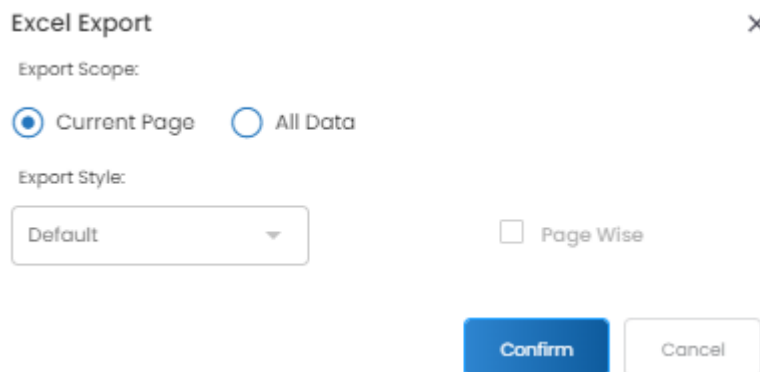 Excel Export
Export Scope:
Current Page All Data
Export Style:
Default Page Wise
Confirm Cancel